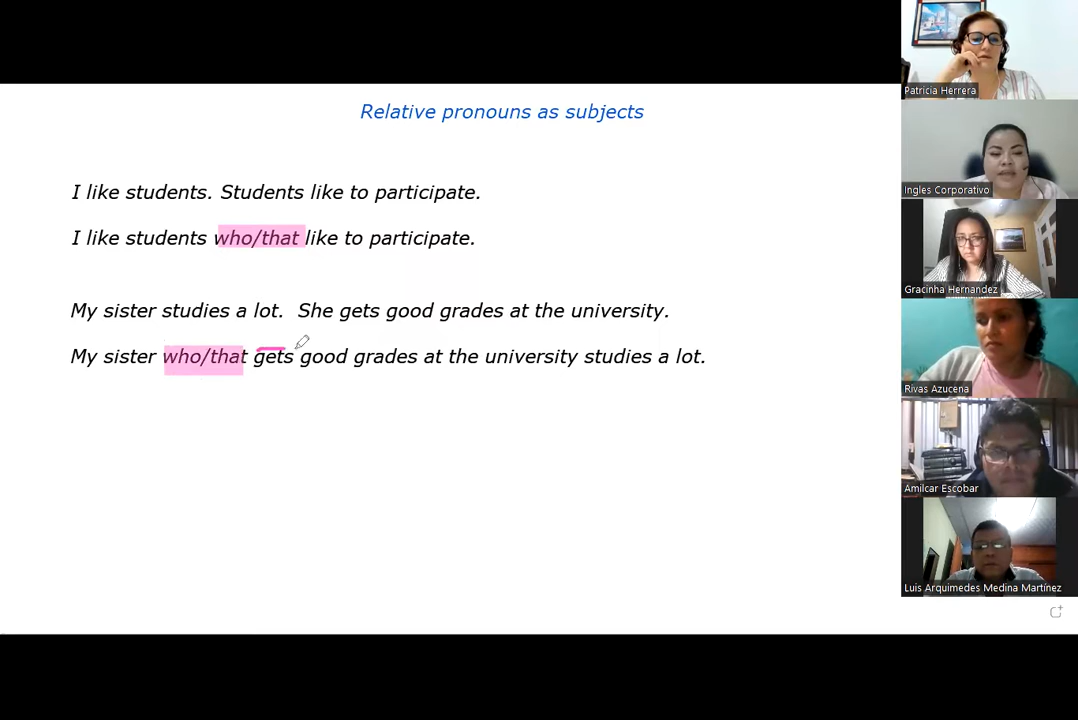 Relative pronouns as subjects
I like students. Students like to participate.
I like students who/that like to participate.
My sister studies a lot. She gets good grades at the university.
My sister who/that gets good grades at the university studies a lot.
Patricia Herrera
Ingles Corporativo
Gracinha Hernandez
Rivas Azucena
Amilcar Escobar
Luis Arquimedes Medina Martínez